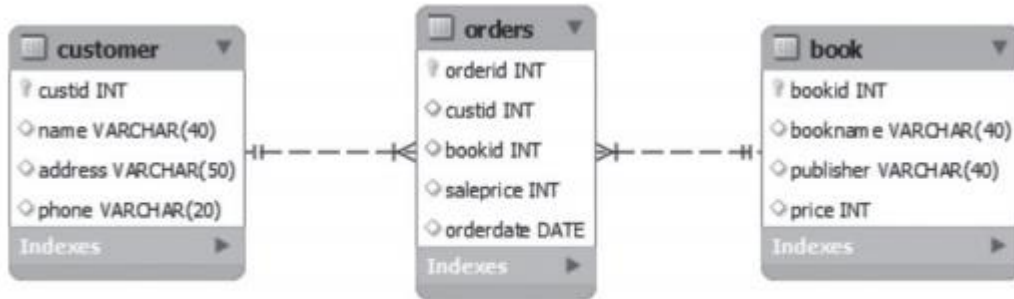 customer
custid INT
name VARCHAR(40)
address VARCHAR(50)
phone VARCHAR(20)
Indexes
orders
orderid INT
custid INT
bookid INT
saleprice INT
orderdate DATE
Indexes
book
bookid INT
bookname VARCHAR(40)
publisher VARCHAR(40)
price INT
Indexes